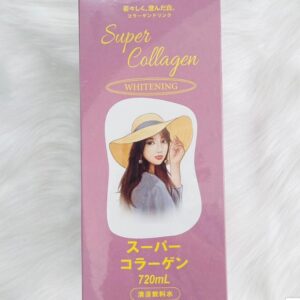 若々しく、澄んだ白。
コラーゲンドリンク
Super
Collagen
WHITENING
スーパー
コラーゲン
720mL
清涼飲料水